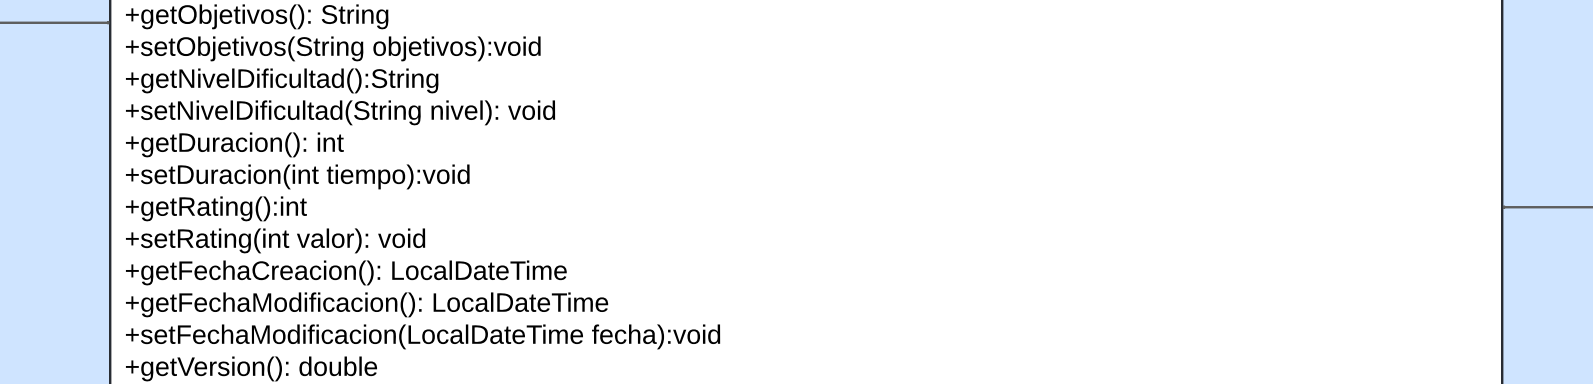 +getObjetivos(): String
+setObjetivos(String objetivos):void
+getNivelDificultad():String
+setNivelDificultad(String nivel): void
+getDuracion(): int
+setDuracion(int tiempo):void
+getRating():int
+setRating(int valor): void
+getFechaCreacion(): LocalDateTime
+getFechaModificacion(): LocalDateTime
+setFechaModificacion(LocalDateTime fecha):void
+getVersion(): double